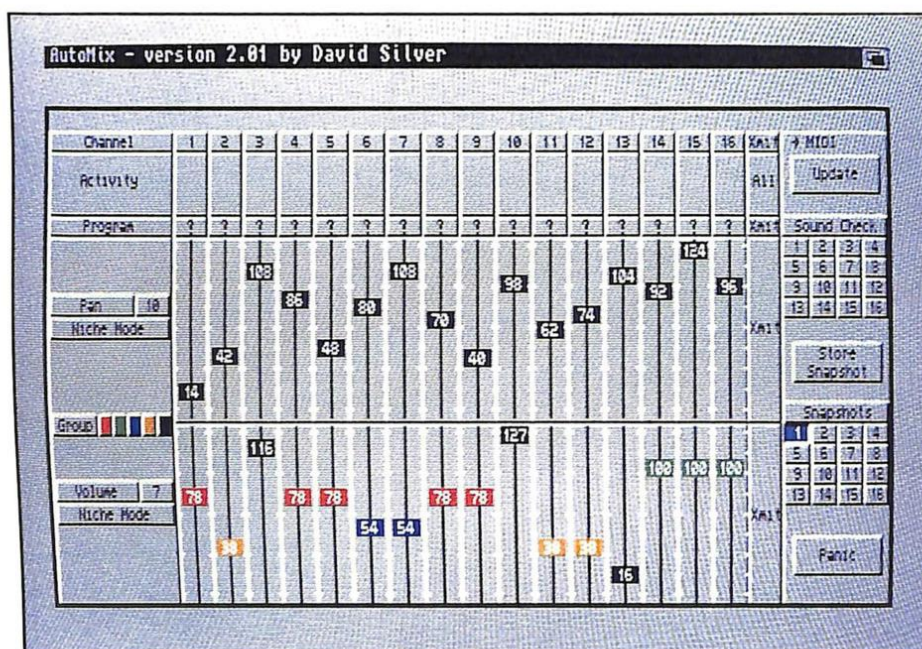 AutoMix - version 2.01 by David Silver
Channel 1 2 3 4 5 6 7 8 9 10 11 12 13 14 15 16 Xmit → MIDI
Activity All Update
Program ? ? ? ? ? ? ? ? ? ? ? ? ? ? ? ? Xmit Sound Check
1 2 3 4
5 6 7 8
9 10 11 12
13 14 15 16
14 42 108 86 48 80 108 70 40 98 62 74 104 92 124 96
Pan 10
Niche Mode
Xmit
Store
Snapshot
Group
Snapshots
1 2 3 4
5 6 7 8
9 10 11 12
13 14 15 16
78 116 78 78 54 54 78 78 127 16 100 100 100
Volume 7
Niche Mode
Xmit
Panic